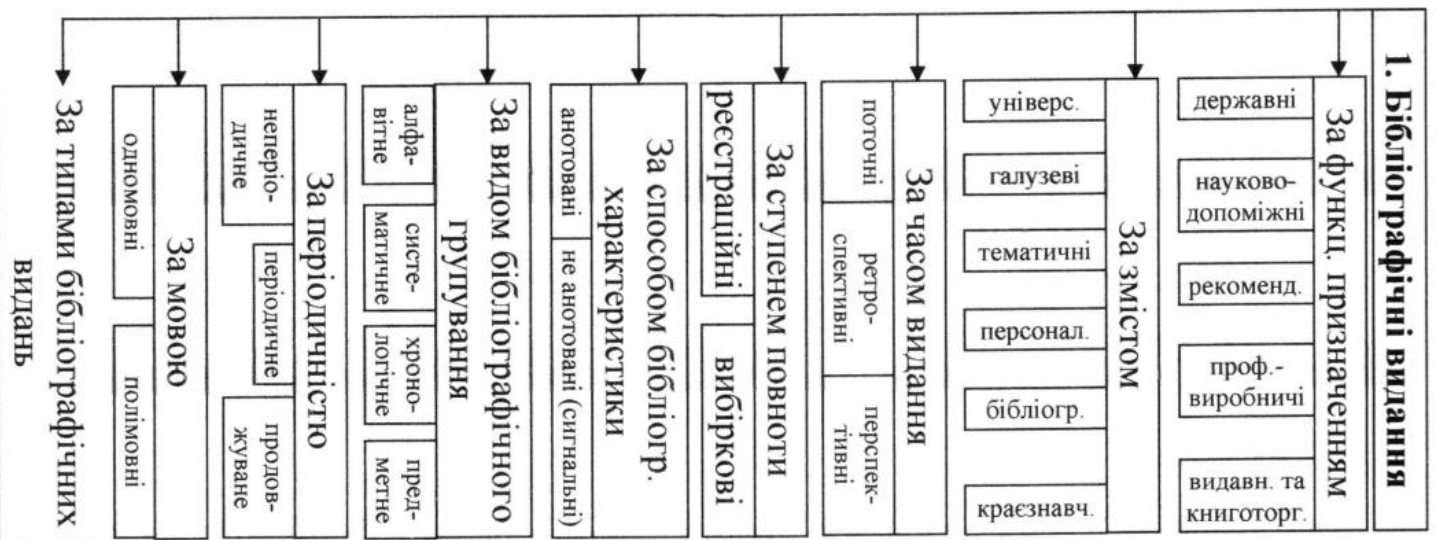 1. Бібліографічні видання
За функц. призначенням
державні
науково-
допоміжні
рекоменд.
проф.-
виробничі
видавн. та
книготорг.
За змістом
універс.
галузеві
тематичні
персонал.
бібліогр.
краєзнавч.
За часом видання
поточні
ретро-
спективні
перспек-
тівні
За ступенем повноти
реєстраційні
вибіркові
За способом бібліогр.
характеристики
анотовані
не анотовані (сигнальні)
За видом бібліографічного
групування
алфа-
вітне
систе-
матичне
хроно-
логічне
пред-
метне
За періодичністю
неперіо-
дичне
періодичне
продов-
жуване
За мовою
одномовні
полімовні
За типами бібліографічних
видань